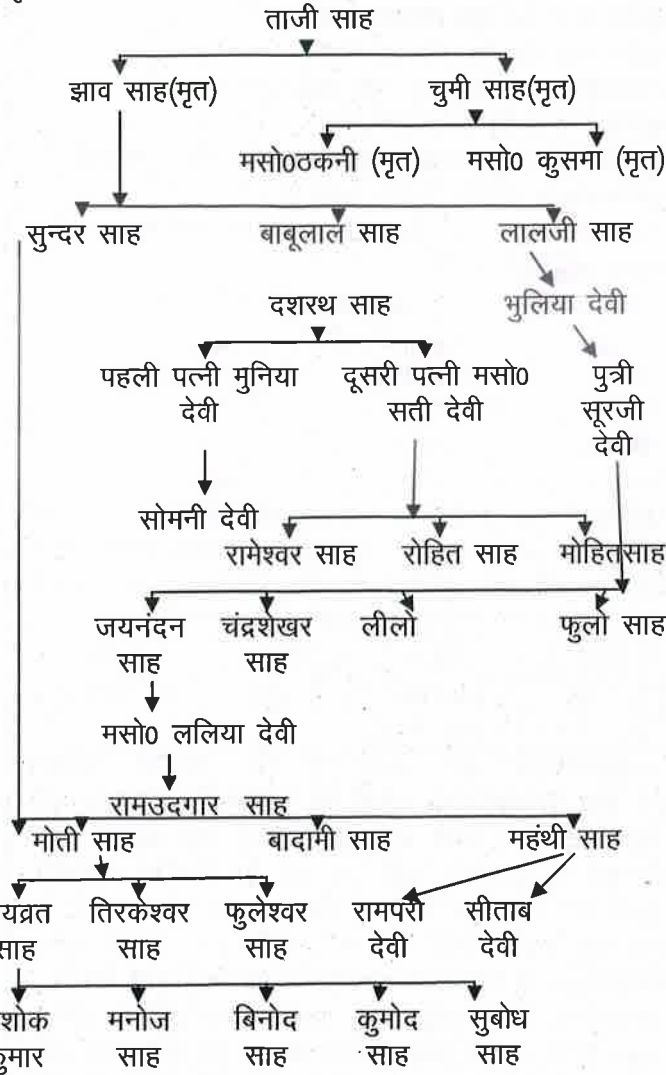 ताजी साह
झाव साह(मृत) चुमी साह(मृत)
मसो0ठकनी (मृत) मसो0 कुसमा (मृत)
सुन्दर साह बाबूलाल साह लालजी साह
दशरथ साह भुलिया देवी
पहली पत्नी मुनिया दूसरी पत्नी मसो0 पुत्री
देवी सती देवी सूरजी
देवी
सोमनी देवी
रामेश्वर साह रोहित साह मोहितसाह
जयनंदन चंद्रशेखर लीलो फुलो साह
साह साह
मसो0 ललिया देवी
रामउदगार साह
मोती साह बादामी साह महंथी साह
तिरकेश्वर फुलेश्वर रामपरी सीताब
साह साह साह देवी देवी
मनोज बिनोद कुमोद सुबोध
साह साह साह साह